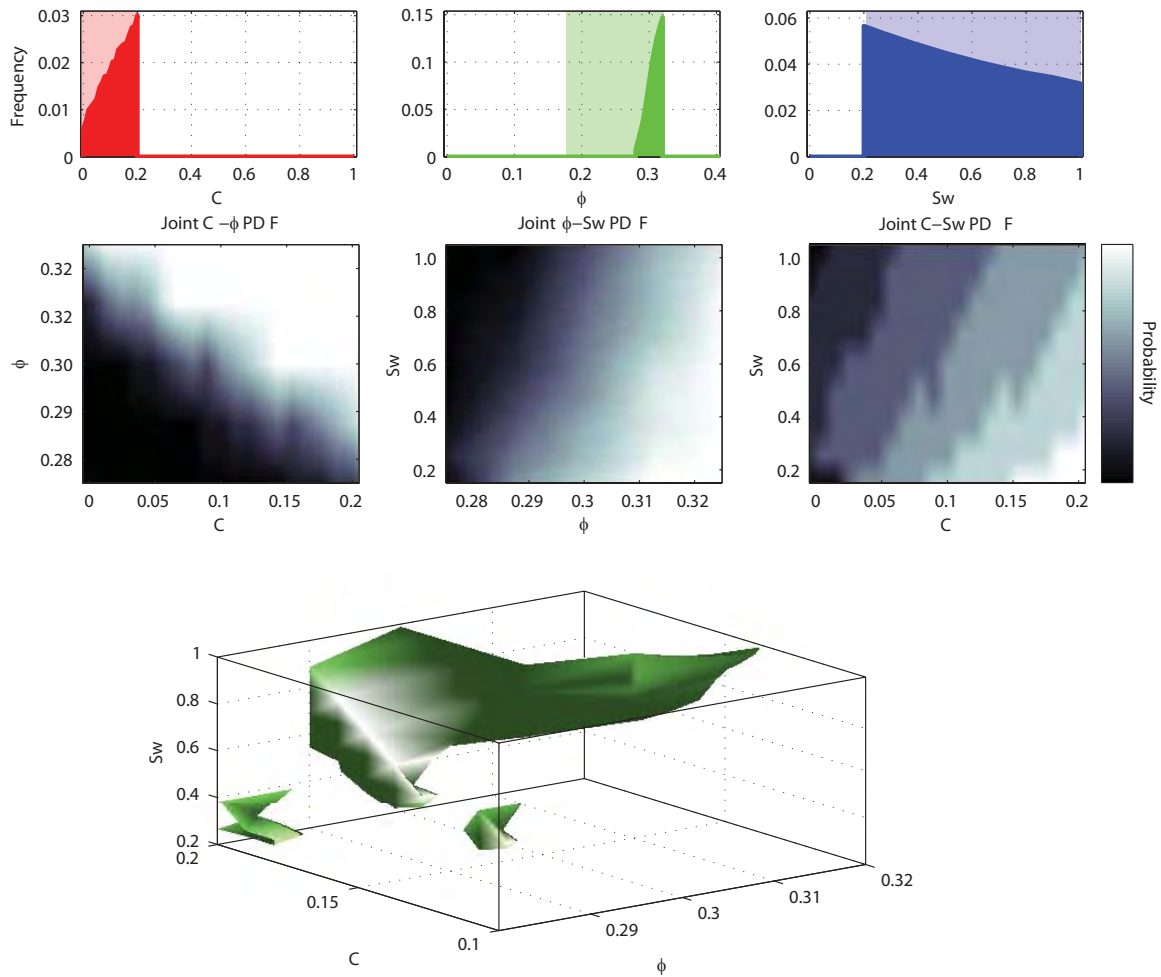 0.03
0.02
0.01
0
Frequency
0 0.2 0.4 0.6 0.8 1
C
0.15
0.1
0.05
0
0 0.1 0.2 0.3 0.4
ϕ
0.06
0.04
0.02
0
0 0.2 0.4 0.6 0.8 1
Sw
Joint C –ϕ PD F
0.32
0.32
0.30
0.29
0.28
ϕ
0 0.05 0.1 0.15 0.2
C
Joint ϕ–Sw PD F
1.0
0.8
0.6
0.4
0.2
Sw
0.28 0.29 0.3 0.31 0.32
ϕ
Joint C–Sw PD F
1.0
0.8
0.6
0.4
0.2
Sw
0 0.05 0.1 0.15 0.2
C
Probability
1
0.8
0.6
0.4
0.2
Sw
0.2
0.15
0.1
C
0.29
0.3
0.31
0.32
ϕ